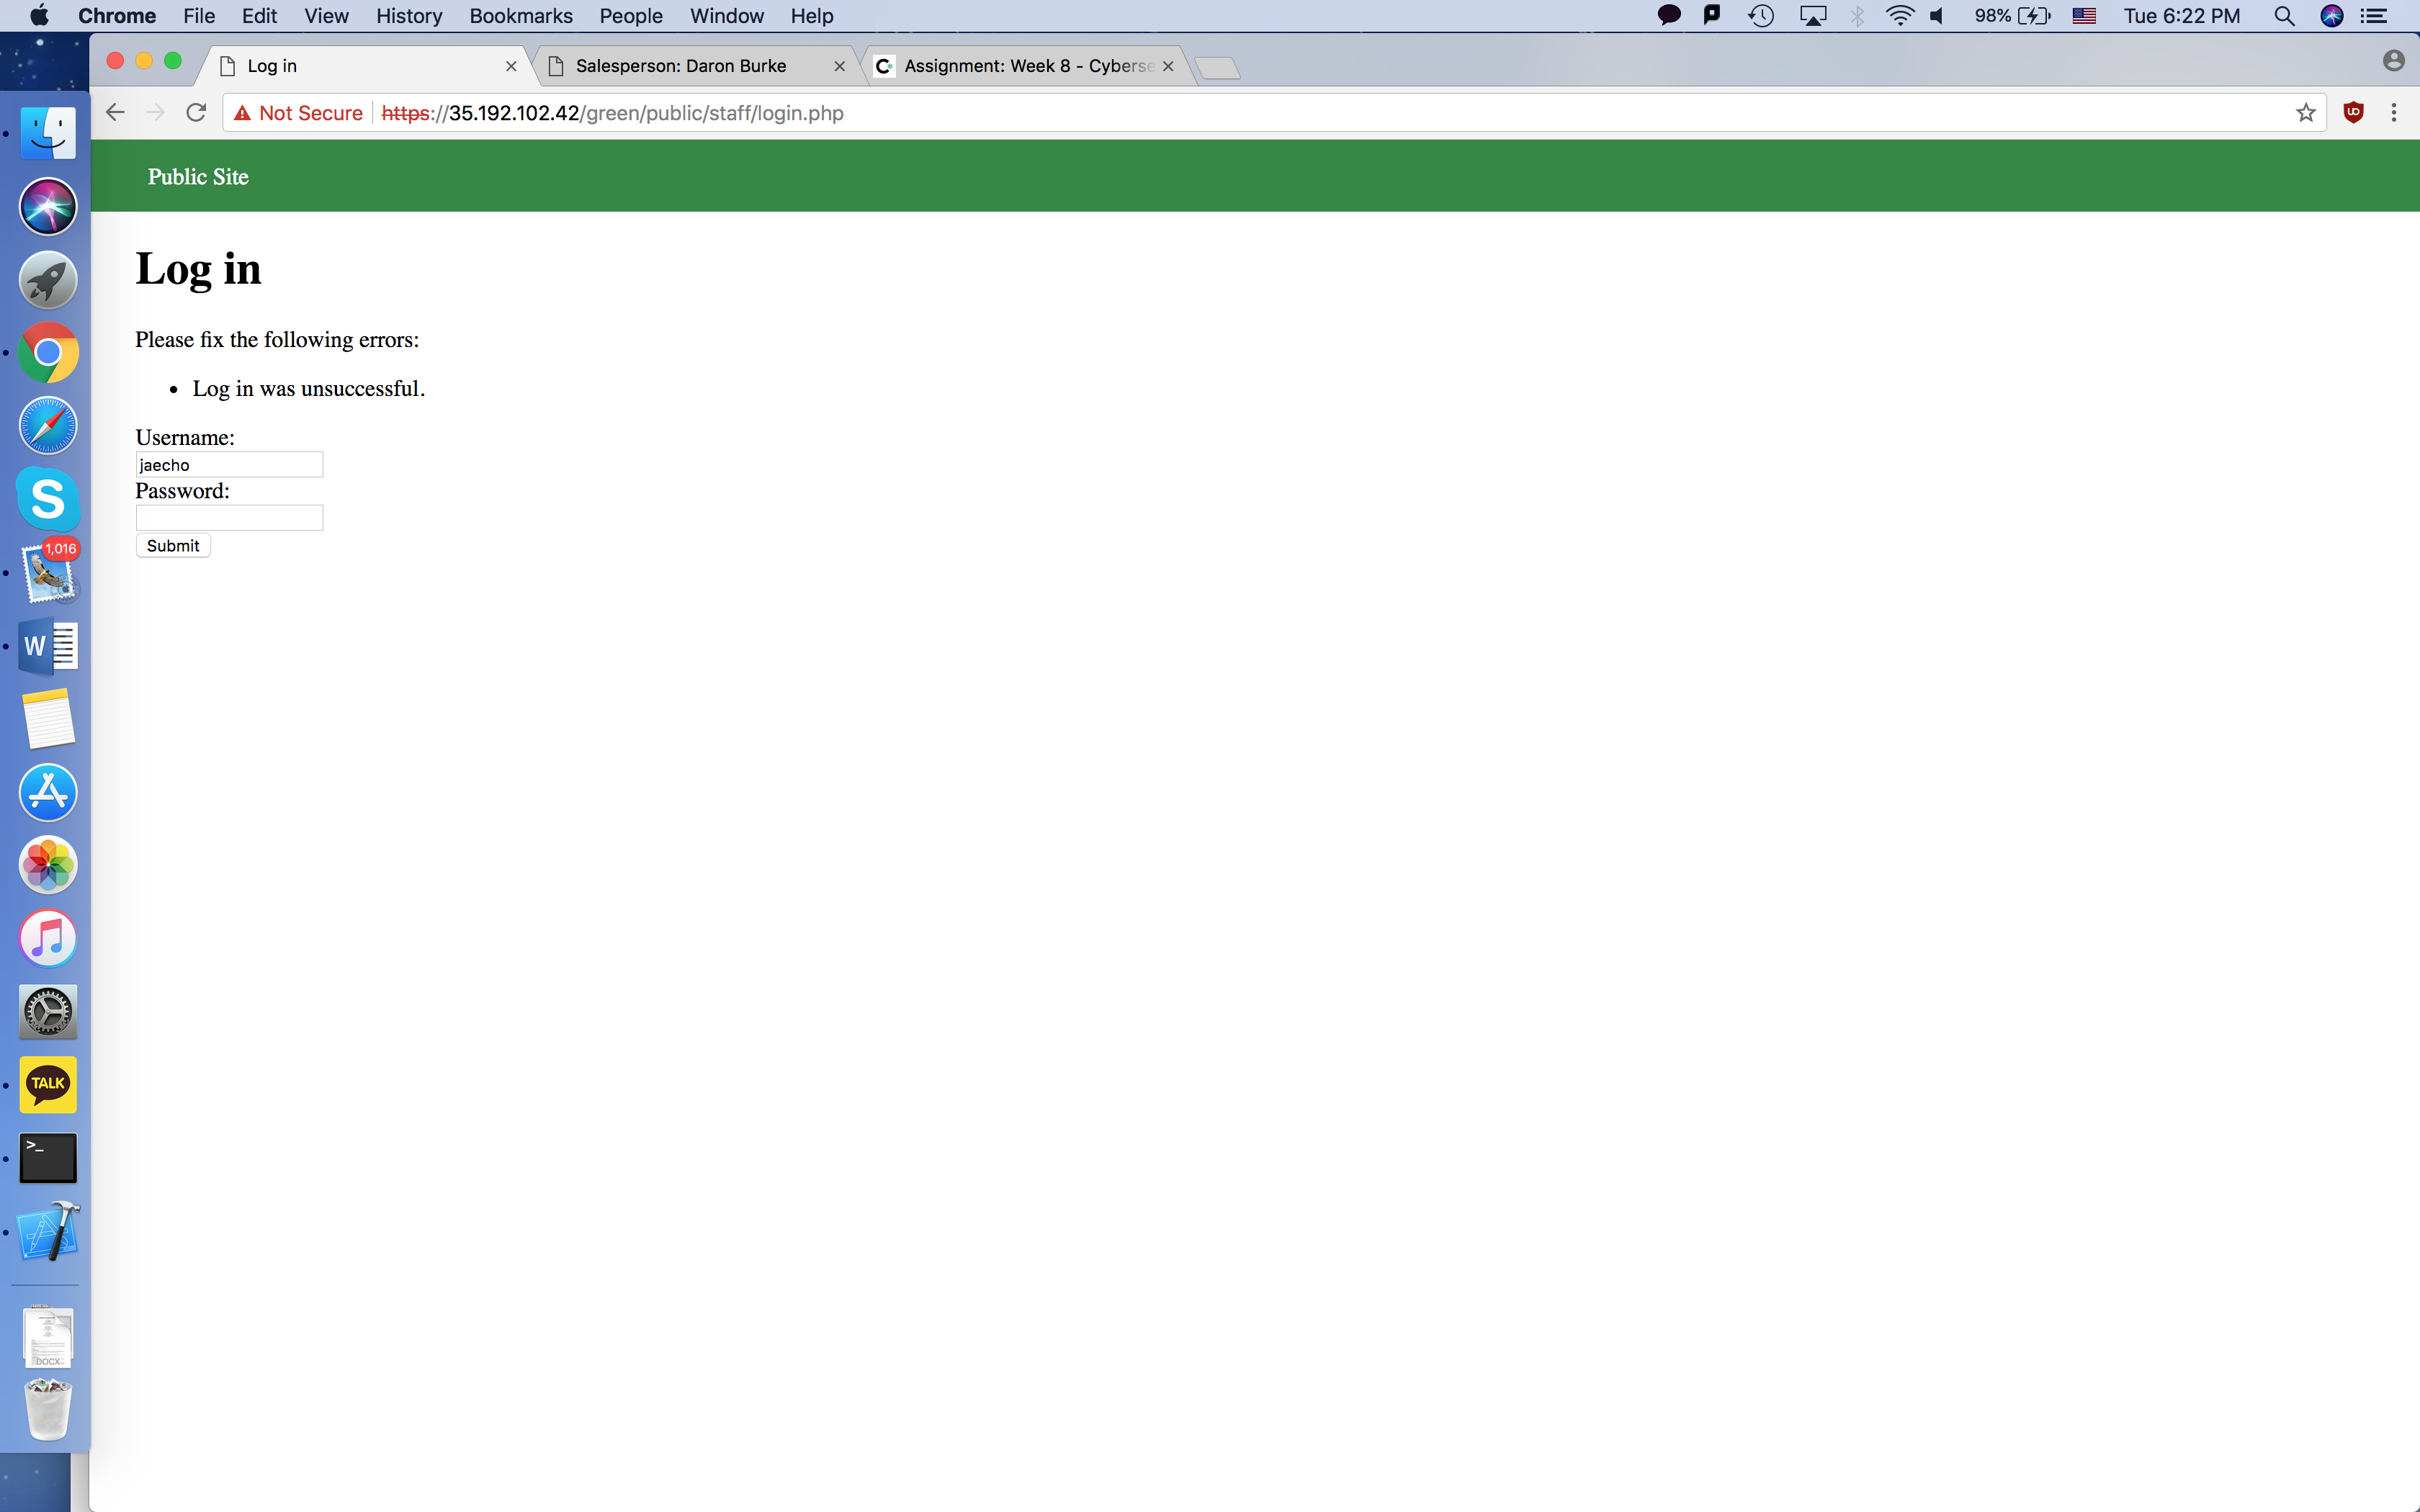 Chrome File Edit View History Bookmarks People Window Help 98% Tue 6:22 PM
Log in Salesperson: Daron Burke Assignment: Week 8 - Cyberse
Not Secure https://35.192.102.42/green/public/staff/login.php
Public Site
Log in
Please fix the following errors:
• Log in was unsuccessful.
Username:
jaecho
Password:
Submit
1,016
W
TALK
>_
DOCX